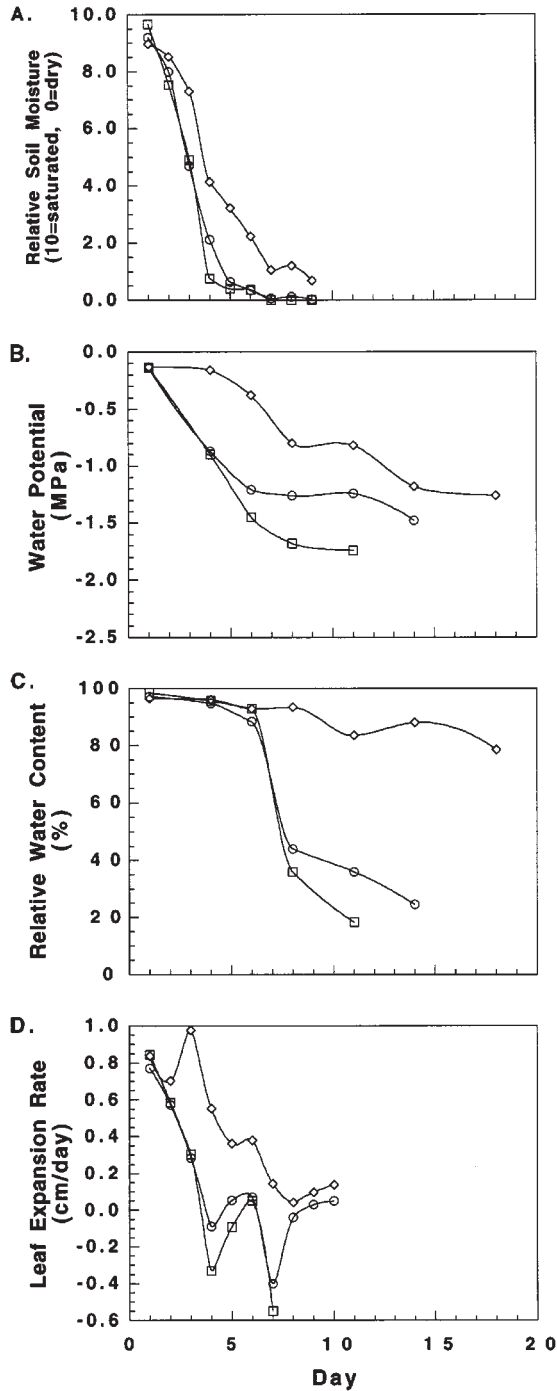 A.
Relative Soil Moisture
(10=saturated, 0=dry)
10.0
8.0
6.0
4.0
2.0
0.0
B.
Water Potential
(MPa)
0.0
-0.5
-1.0
-1.5
-2.0
-2.5
C.
Relative Water Content
(%)
100
80
60
40
20
0
D.
Leaf Expansion Rate
(cm/day)
1.0
0.8
0.6
0.4
0.2
0.0
-0.2
-0.4
-0.6
0 5 10 15 20
Day